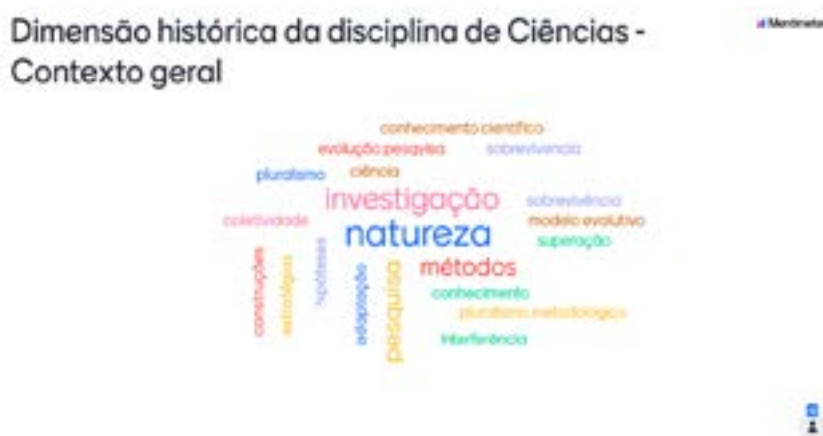 Dimensão histórica da disciplina de Ciências -
Contexto geral
Mentimeter
conhecimento científico
evolução pesquisa
sobrevivencia
pluralismo
ciência
investigação
sobrevivência
coletividade
modelo evolutivo
natureza
superação
construções
estratégias
hipóteses
adaptação
pesquisa
métodos
conhecimento
pluralismo metodológico
interferência